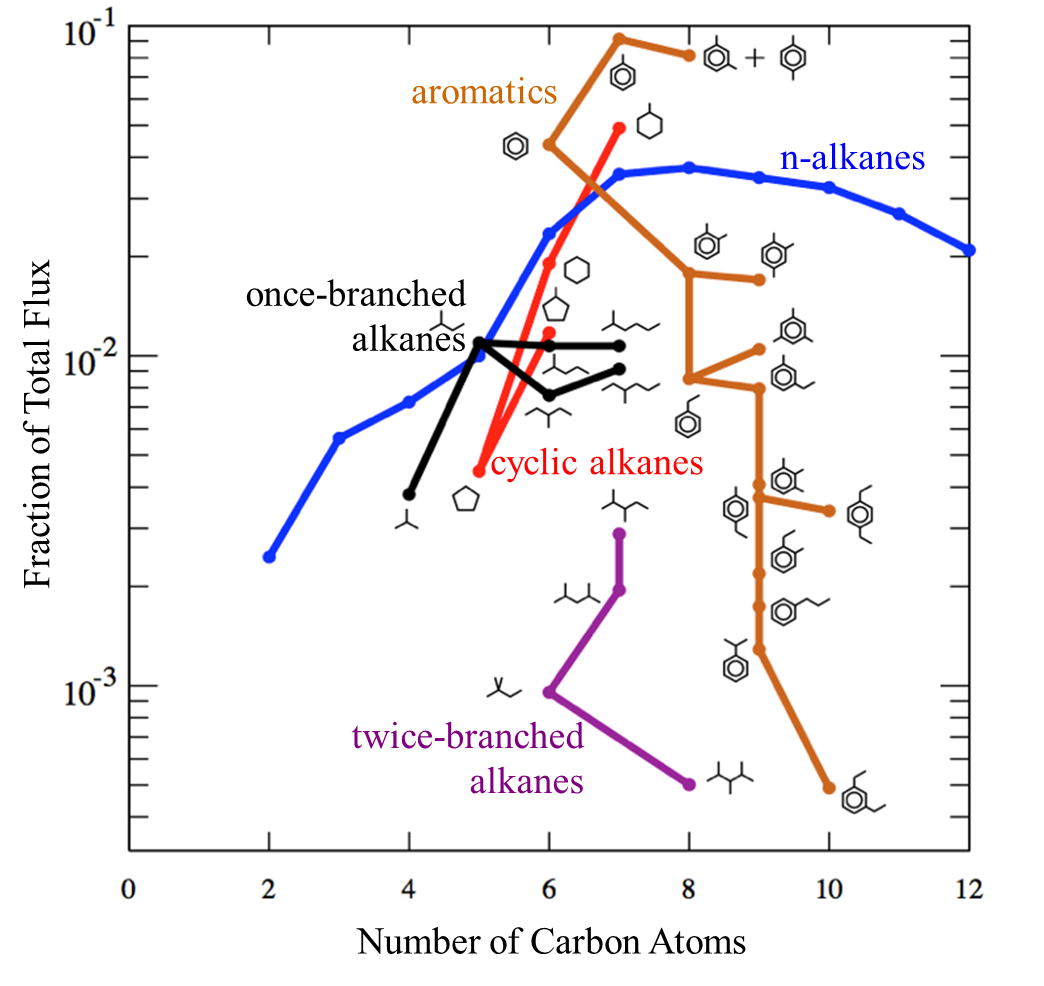 10-1
aromatics
+
n-alkanes
once-branched
alkanes
10-2
cyclic alkanes
10-3
twice-branched
alkanes
Fraction of Total Flux
0 2 4 6 8 10 12
Number of Carbon Atoms